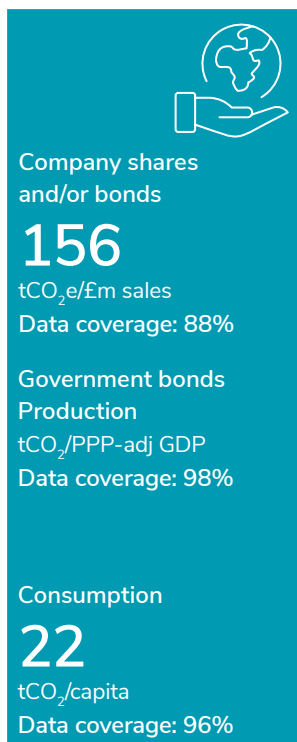 Company shares
and/or bonds
156
tCO₂e/£m sales
Data coverage: 88%
Government bonds
Production
tCO₂/PPP-adj GDP
Data coverage: 98%
Consumption
22
tCO₂/capita
Data coverage: 96%